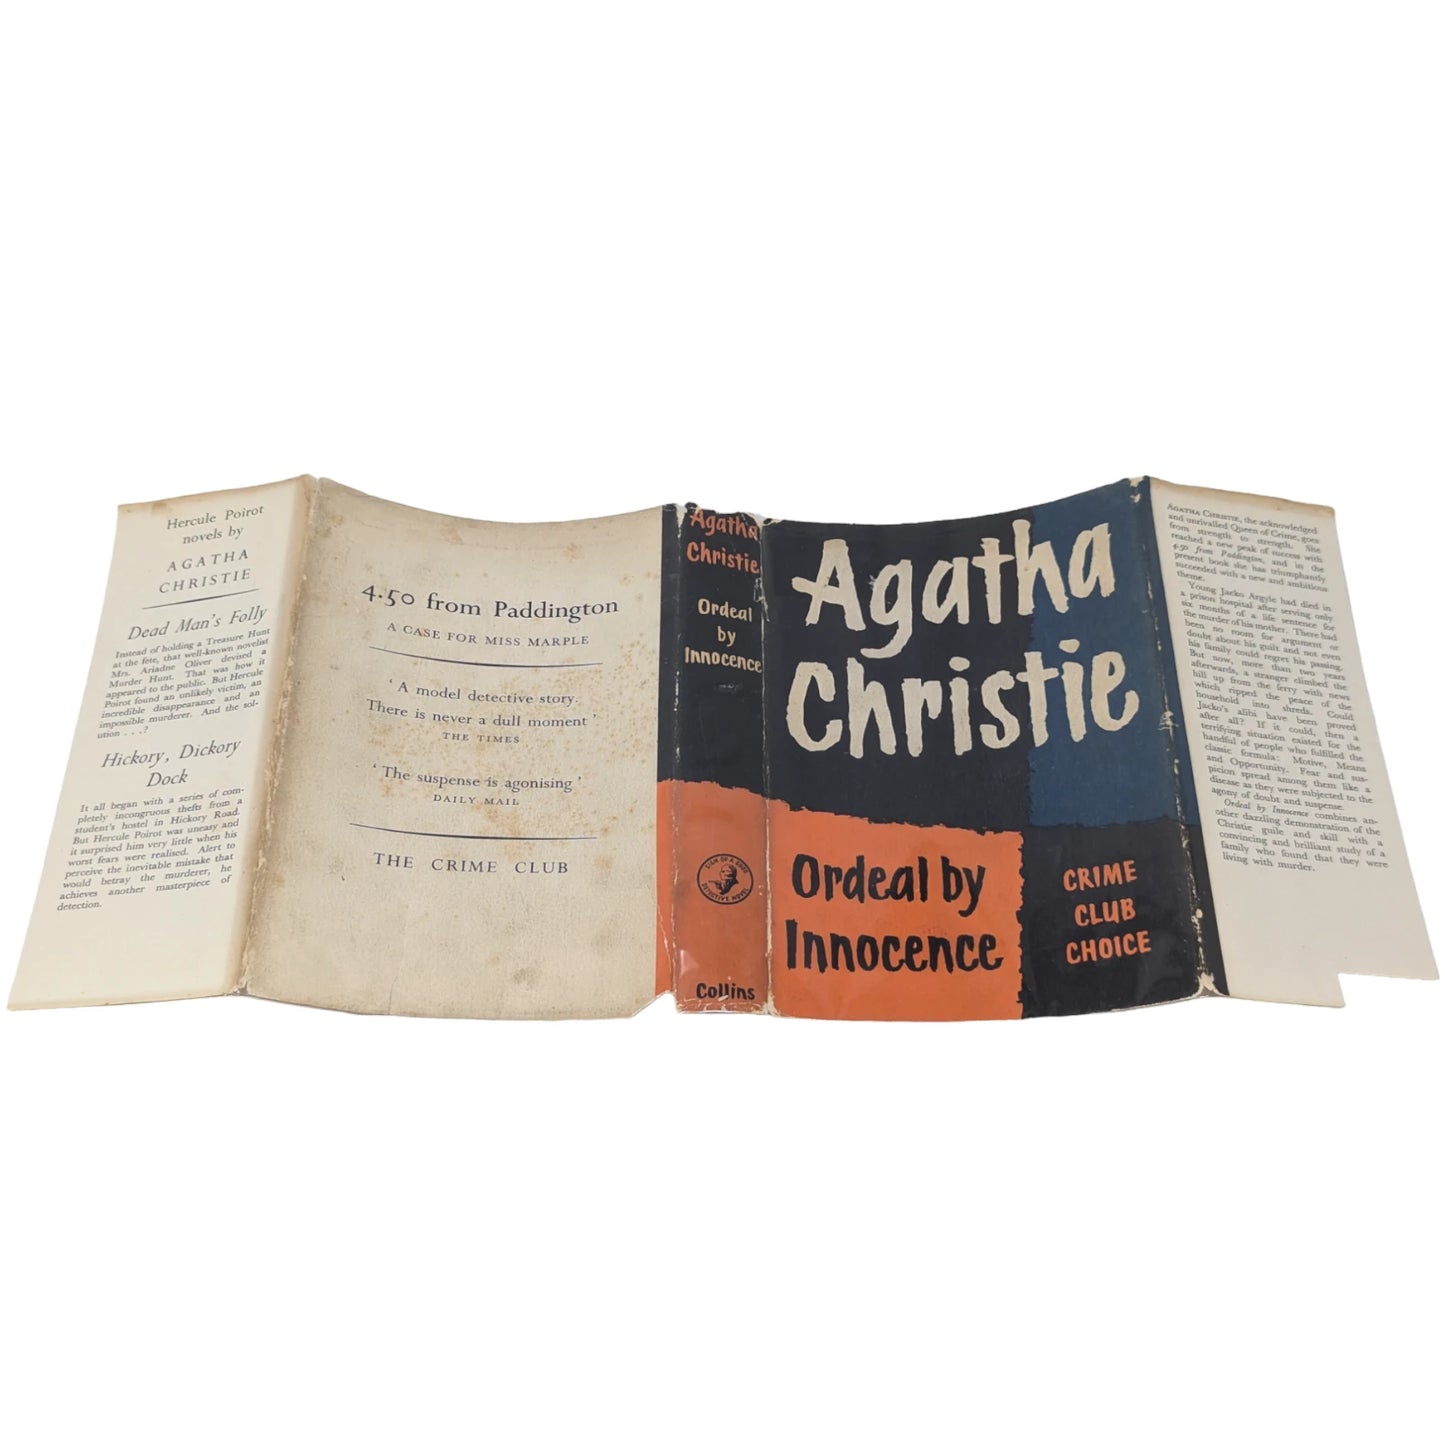 Hercule Poirot
novels by
AGATHA
CHRISTIE
Dead Man's Folly
Instead of holding a Treasure Hunt
at the fête, that well-known novelist
Mrs. Ariadne Oliver devised a
Murder Hunt. That was how it
appeared to the public. But Hercule
Poirot found an unlikely victim, an
incredible disappearance and an
impossible murderer. And the sol-
ution . . .?
Hickory, Dickory
Dock
It all began with a series of com-
pletely incongruous thefts from a
student's hostel in Hickory Road.
But Hercule Poirot was uneasy and
it surprised him very little when his
worst fears were realised. Alert to
perceive the inevitable mistake that
would betray the murderer, he
achieves another masterpiece of
detection.
4.50 from Paddington
A CASE FOR MISS MARPLE
' A model detective story.
There is never a dull moment '
THE TIMES
' The suspense is agonising '
DAILY MAIL
THE CRIME CLUB
Agatha
Christie
Ordeal
by
Innocence
SIGN OF A GOOD
DETECTIVE NOVEL
Collins
Agatha
Christie
Ordeal by
Innocence
CRIME
CLUB
CHOICE
AGATHA CHRISTIE, the acknowledged
and unrivalled Queen of Crime, goes
from strength to strength. She
reached a new peak of success with
4.50 from Paddington, and in the
present book she has triumphantly
succeeded with a new and ambitious
theme.
Young Jacko Argyle had died in
a prison hospital after serving only
six months of a life sentence for
the murder of his mother. There had
been no room for argument or
doubt about his guilt and not even
his family could regret his passing.
But now, more than two years
afterwards, a stranger climbed the
hill up from the ferry with news
which ripped the peace of the
household into shreds. Could
Jacko's alibi have been proved
after all? If it could, then a
terrifying situation existed for the
handful of people who fulfilled the
classic formula: Motive, Means
and Opportunity. Fear and sus-
picion spread among them like a
disease as they were subjected to the
agony of doubt and suspense.
Ordeal by Innocence combines an-
other dazzling demonstration of the
Christie guile and skill with a
convincing and brilliant study of a
family who found that they were
living with murder.